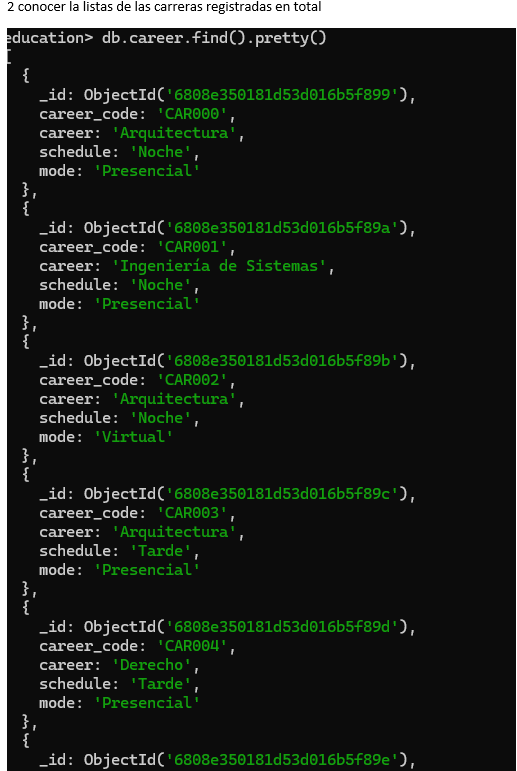 2 conocer la listas de las carreras registradas en total
education> db.career.find().pretty()
[
{
_id: ObjectId('6808e350181d53d016b5f899'),
career_code: 'CAR000',
career: 'Arquitectura',
schedule: 'Noche',
mode: 'Presencial'
},
{
_id: ObjectId('6808e350181d53d016b5f89a'),
career_code: 'CAR001',
career: 'Ingeniería de Sistemas',
schedule: 'Noche',
mode: 'Presencial'
},
{
_id: ObjectId('6808e350181d53d016b5f89b'),
career_code: 'CAR002',
career: 'Arquitectura',
schedule: 'Noche',
mode: 'Virtual'
},
{
_id: ObjectId('6808e350181d53d016b5f89c'),
career_code: 'CAR003',
career: 'Arquitectura',
schedule: 'Tarde',
mode: 'Presencial'
},
{
_id: ObjectId('6808e350181d53d016b5f89d'),
career_code: 'CAR004',
career: 'Derecho',
schedule: 'Tarde',
mode: 'Presencial'
},
{
_id: ObjectId('6808e350181d53d016b5f89e'),